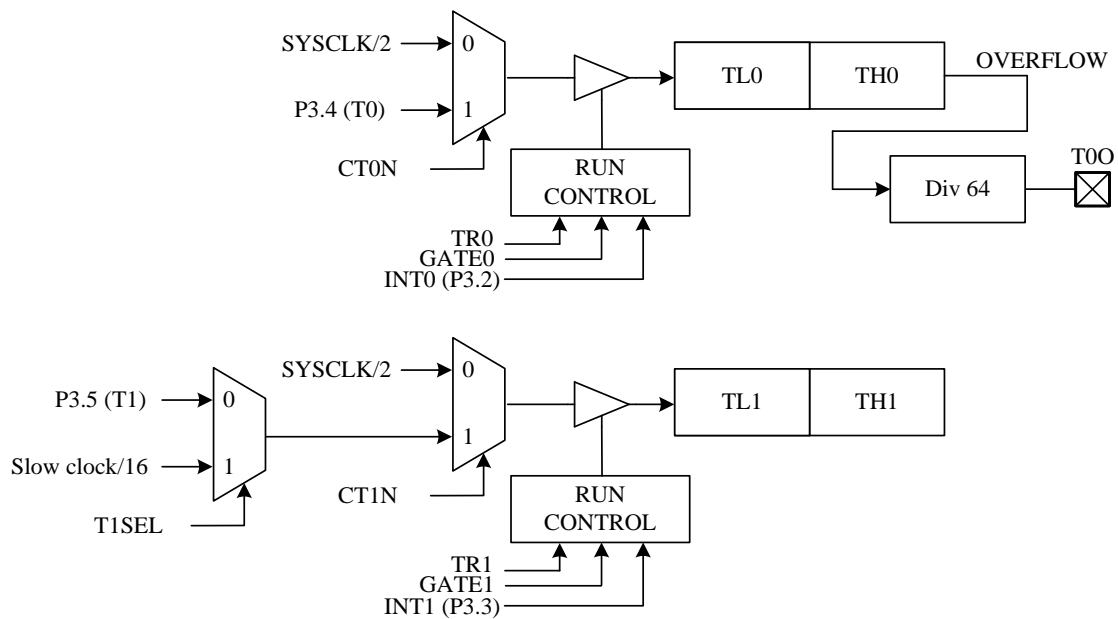 SYSCLK/2
0
TL0
TH0
OVERFLOW
P3.4 (T0)
1
T0O
CT0N
RUN
CONTROL
Div 64
TR0
GATE0
INT0 (P3.2)
SYSCLK/2
0
P3.5 (T1)
0
TL1
TH1
1
Slow clock/16
1
CT1N
RUN
CONTROL
T1SEL
TR1
GATE1
INT1 (P3.3)